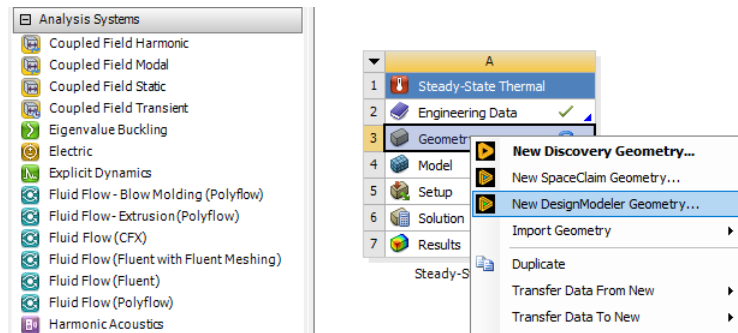 Analysis Systems
Coupled Field Harmonic
Coupled Field Modal
Coupled Field Static
Coupled Field Transient
Eigenvalue Buckling
Electric
Explicit Dynamics
Fluid Flow - Blow Molding (Polyflow)
Fluid Flow - Extrusion (Polyflow)
Fluid Flow (CFX)
Fluid Flow (Fluent with Fluent Meshing)
Fluid Flow (Fluent)
Fluid Flow (Polyflow)
Harmonic Acoustics
A
1 Steady-State Thermal
2 Engineering Data
3 Geometr
4 Model
5 Setup
6 Solution
7 Results
Steady-S
New Discovery Geometry...
New SpaceClaim Geometry...
New DesignModeler Geometry...
Import Geometry
Duplicate
Transfer Data From New
Transfer Data To New